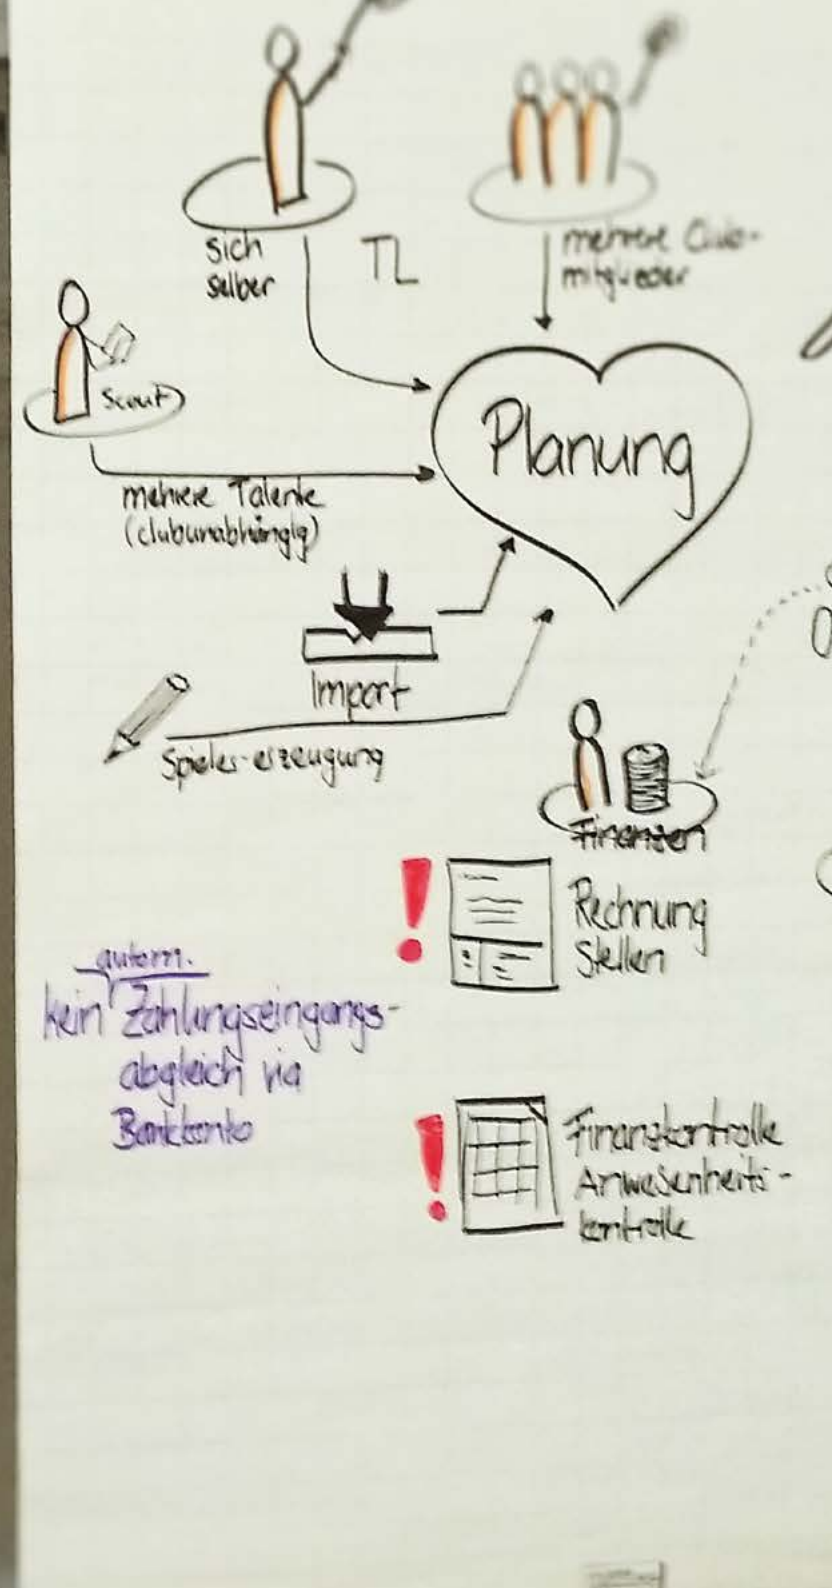 sich
selber
TL
mehrere Club-
mitglieder
Scout
Planung
mehrere Talente
(clubunabhängig)
Import
Spieler-erzeugung
Finanzen
Rechnung
Stellen
autom.
kein Zahlungseingangs-
abgleich via
Bankkonto
Finanzkontrolle
Anwesenheits-
kontrolle